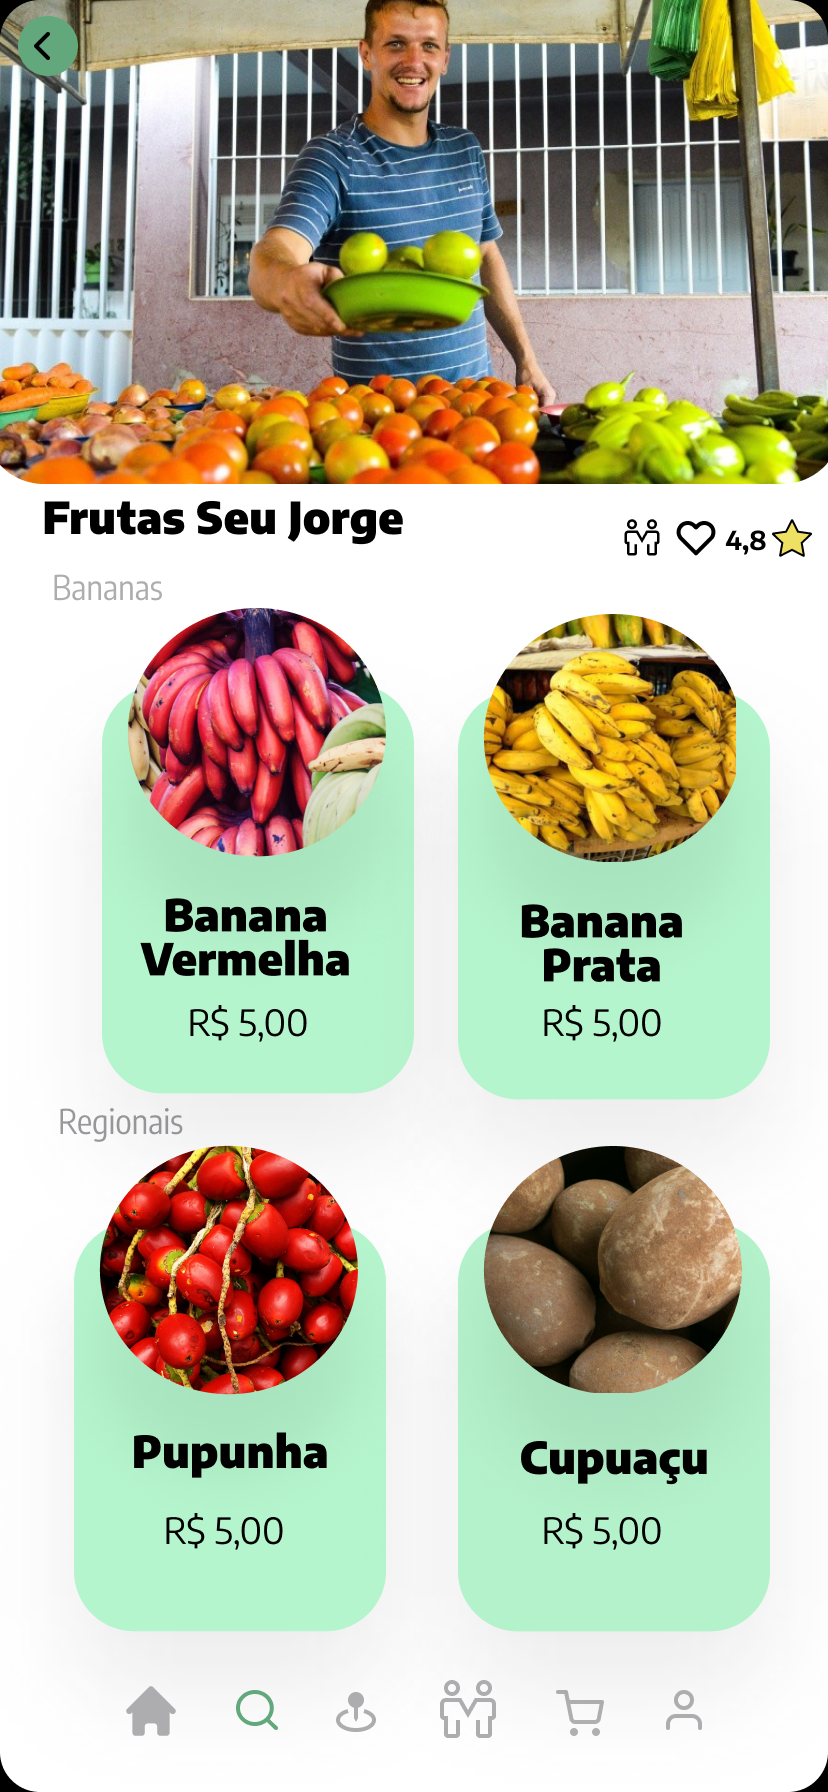 Frutas Seu Jorge
4,8
Bananas
Banana
Vermelha
R$ 5,00
Banana
Prata
R$ 5,00
Regionais
Pupunha
R$ 5,00
Cupuaçu
R$ 5,00